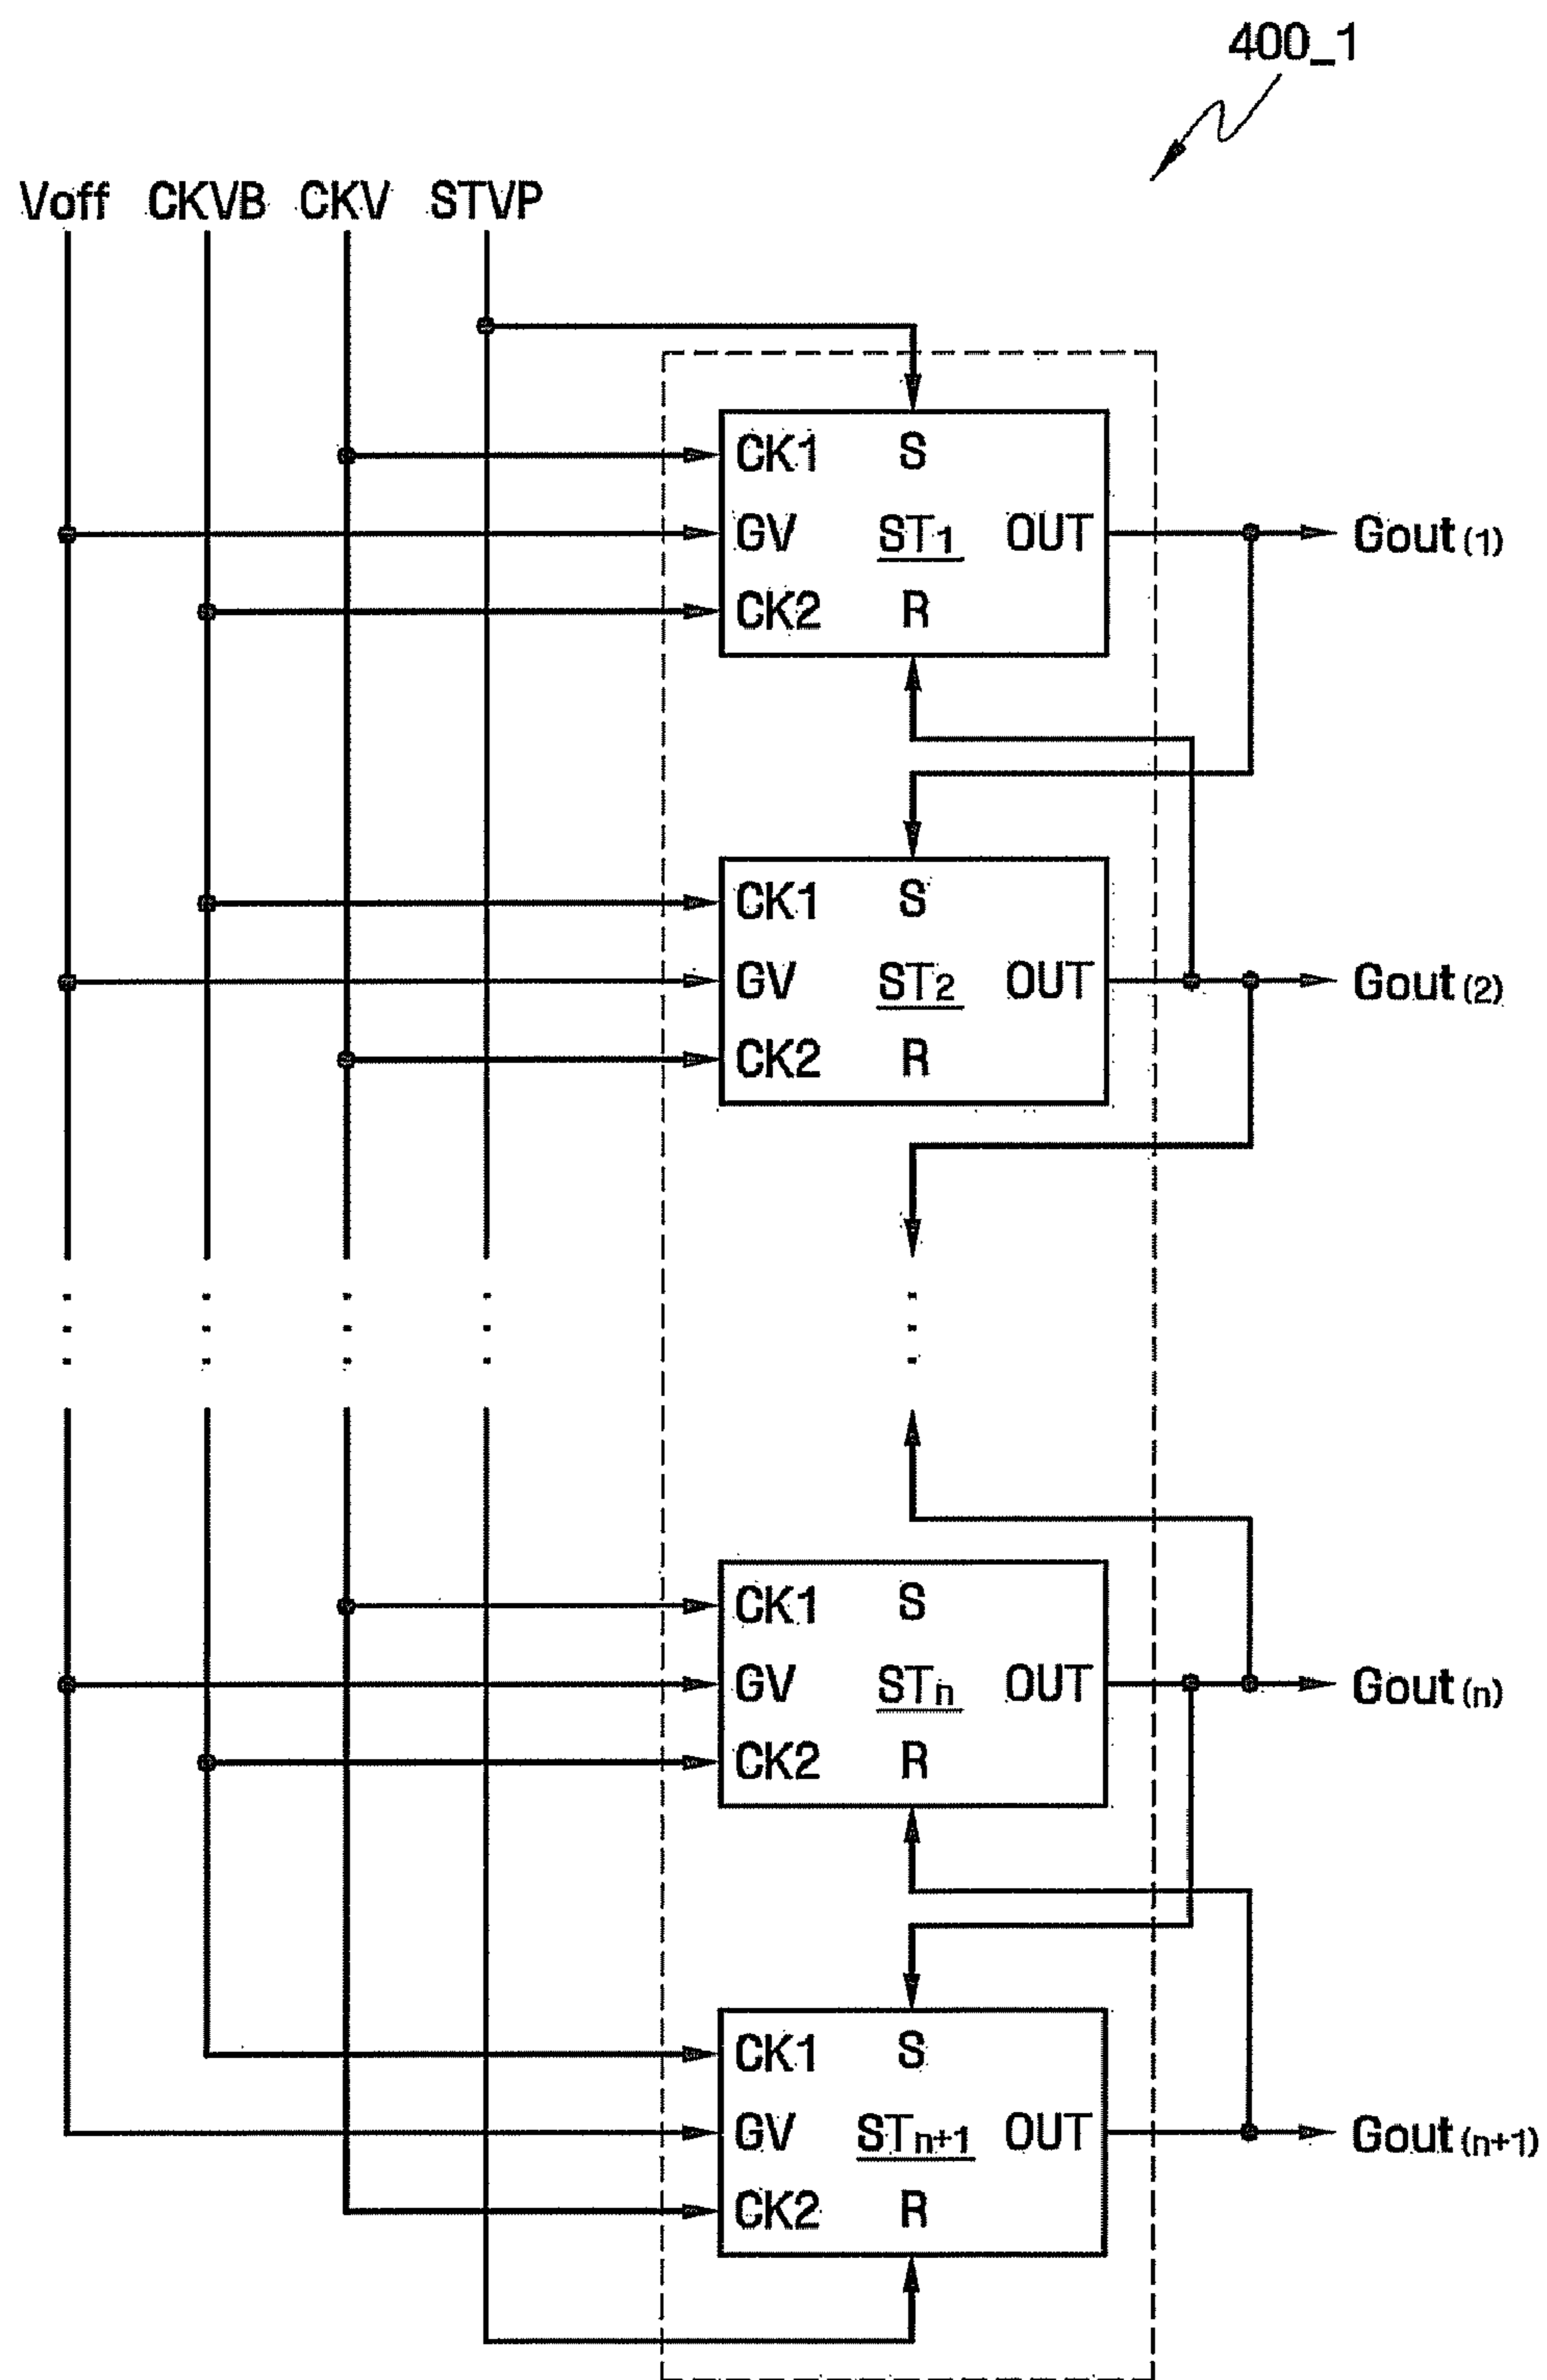 400_1
Voff CKVB CKV STVP
CK1 S
GV ST1 OUT Gout(1)
CK2 R
CK1 S
GV ST2 OUT Gout(2)
CK2 R
CK1 S
GV STn OUT Gout(n)
CK2 R
CK1 S
GV STn+1 OUT Gout(n+1)
CK2 R